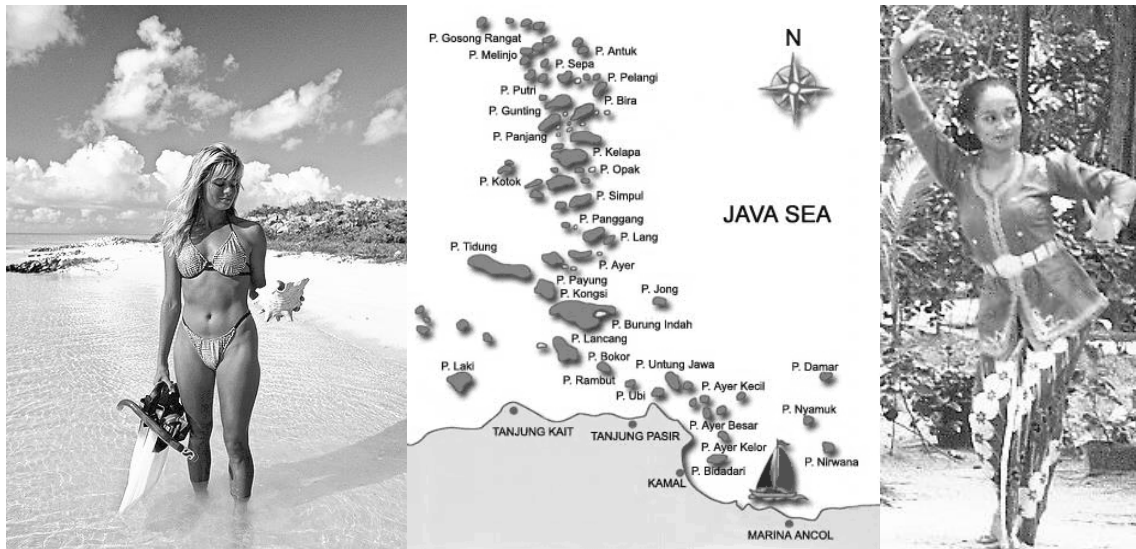 P. Gosong Rangat
N
P. Melinjo
P. Antuk
P. Sepa
P. Pelangi
P. Putri
P. Bira
P. Gunting
P. Panjang
P. Kelapa
P. Opak
P. Kotok
P. Simpul
JAVA SEA
P. Panggang
P. Lang
P. Tidung
P. Ayer
P. Payung
P. Kongsi
P. Jong
P. Burung Indah
P. Lancang
P. Bokor
P. Untung Jawa
P. Laki
P. Damar
P. Rambut
P. Ayer Kecil
P. Ubi
P. Nyamuk
TANJUNG KAIT
TANJUNG PASIR
P. Ayer Besar
P. Ayer Kelor
P. Nirwana
P. Bidadari
KAMAL
MARINA ANCOL